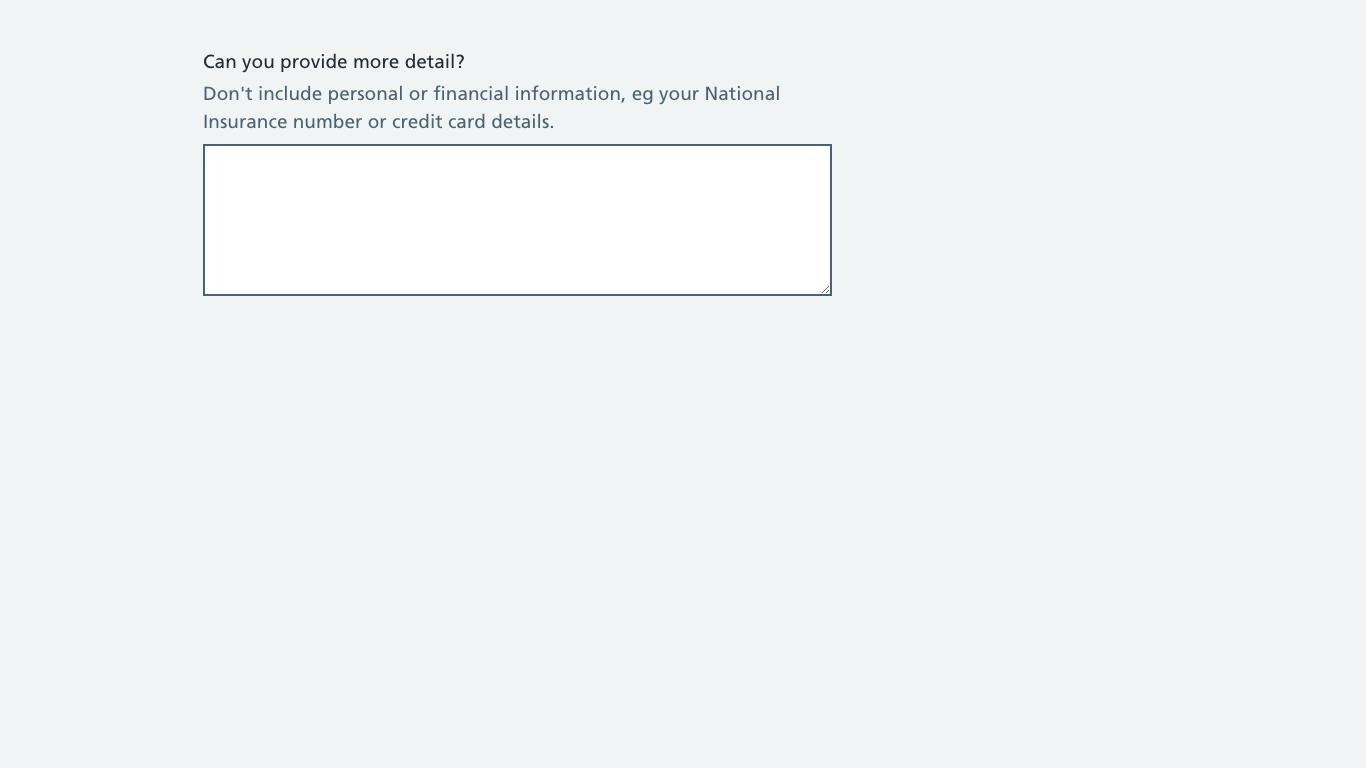 Can you provide more detail?
Don't include personal or financial information, eg your National
Insurance number or credit card details.